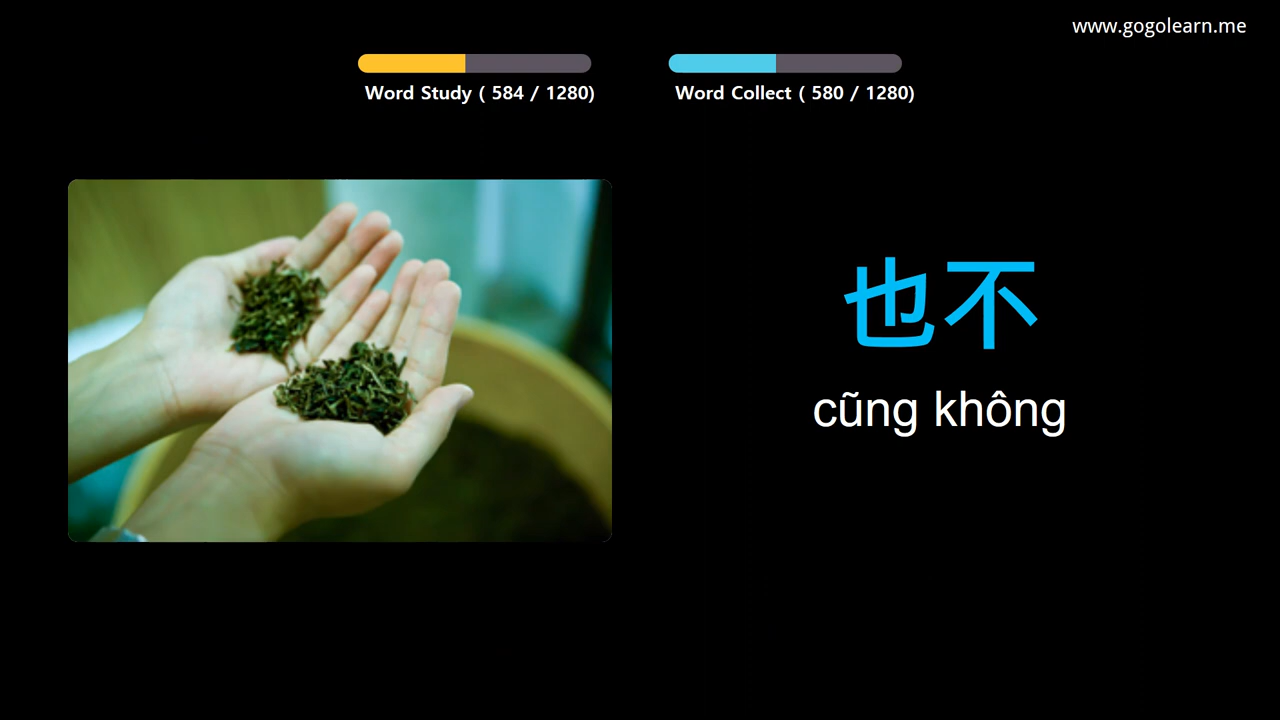 www.gogolearn.me
Word Study ( 584 / 1280)
Word Collect ( 580 / 1280)
也不
cũng không